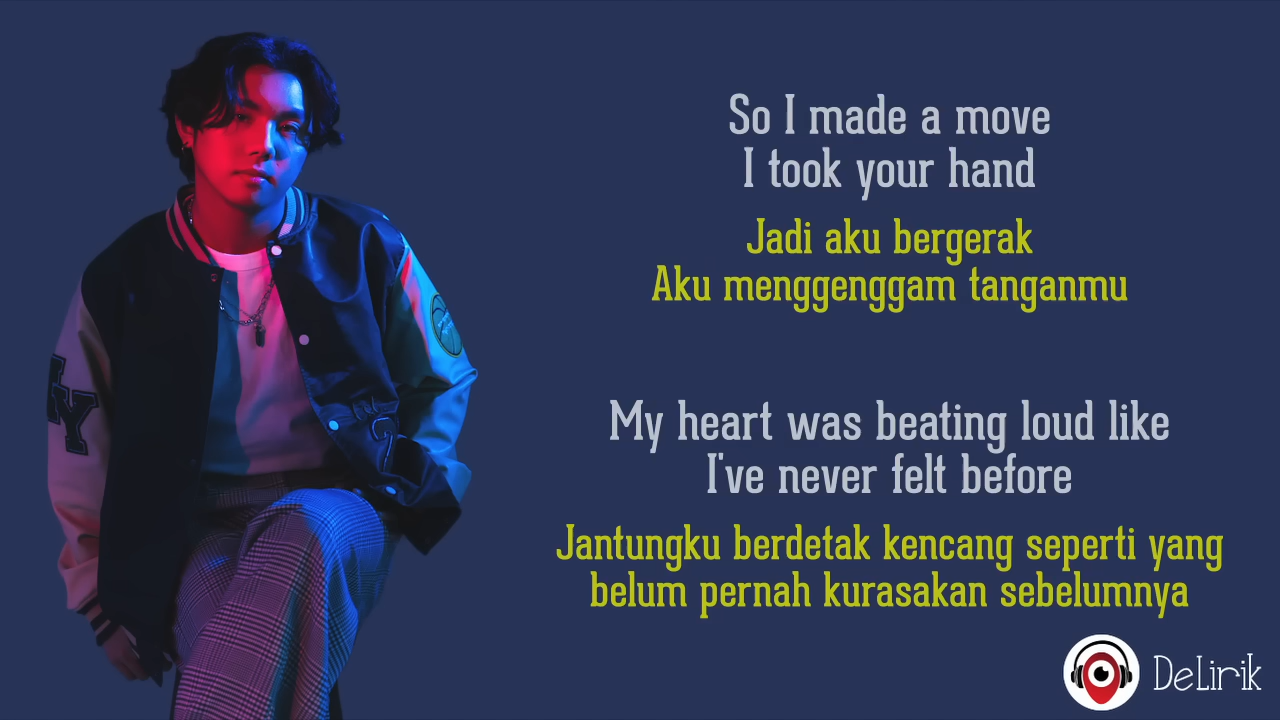 So I made a move
I took your hand
Jadi aku bergerak
Aku menggenggam tanganmu
My heart was beating loud like
I've never felt before
Jantungku berdetak kencang seperti yang
belum pernah kurasakan sebelumnya
DeLirik